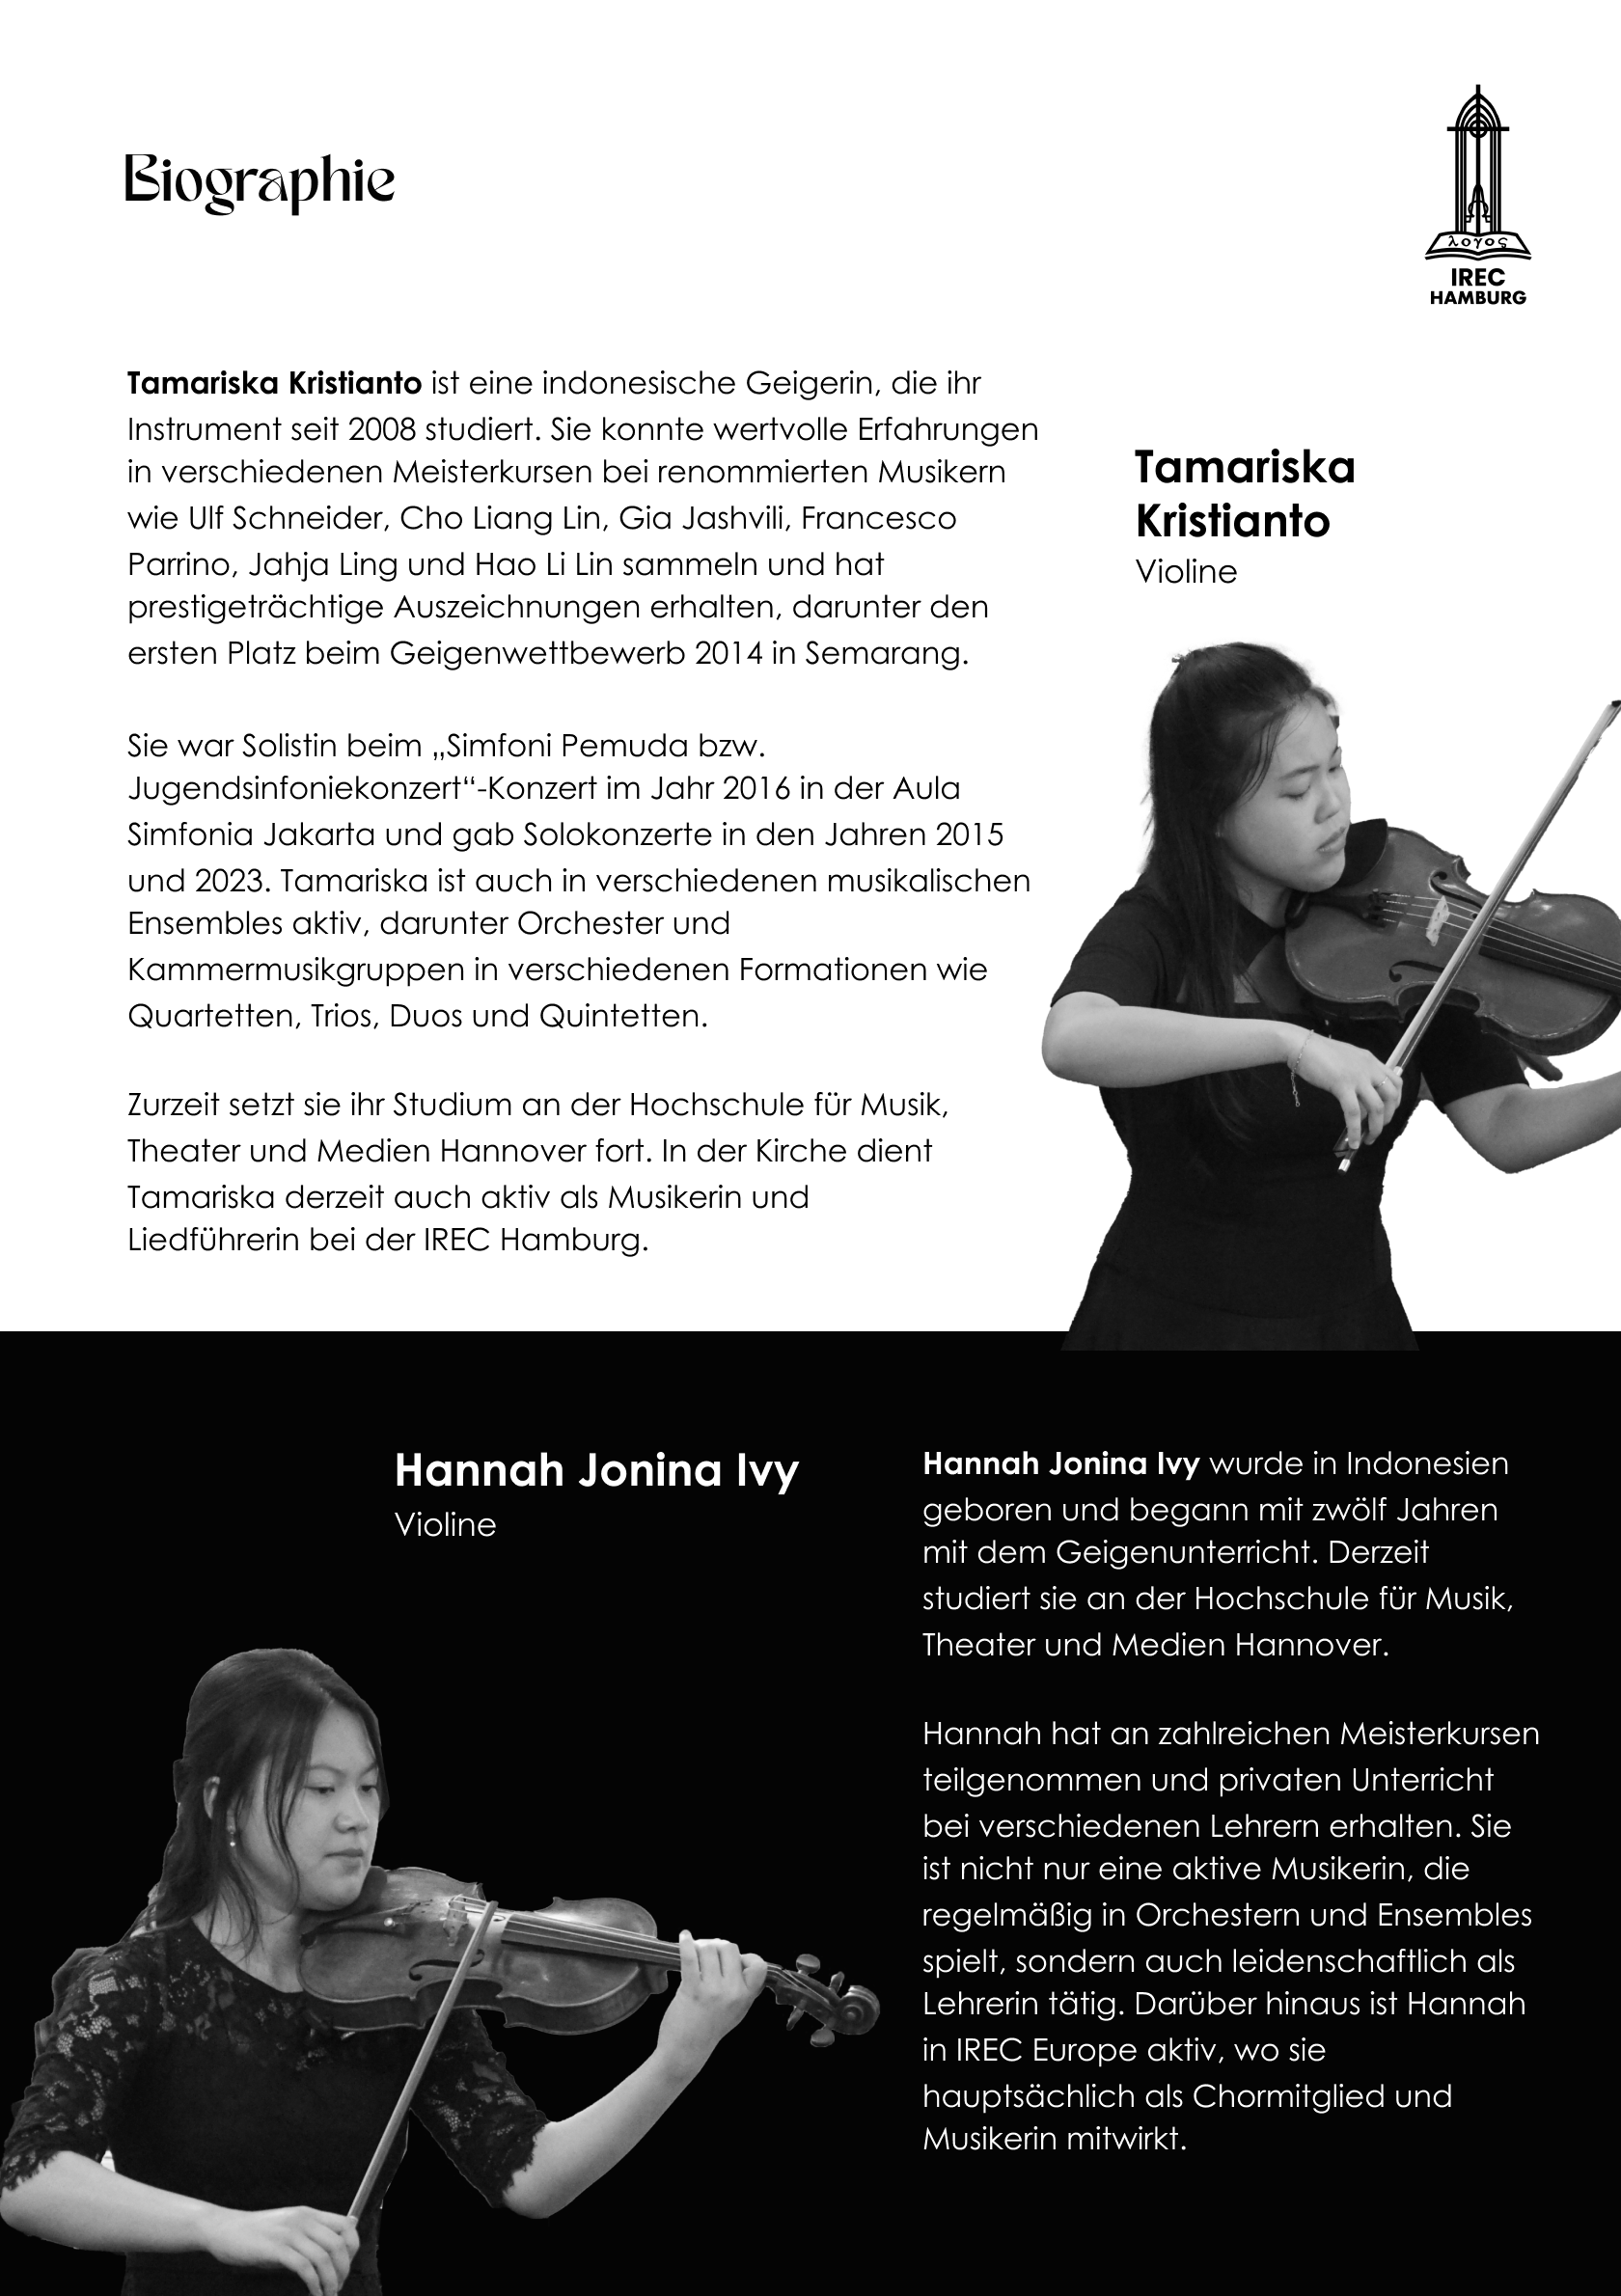 Biographie
λογος
IREC
HAMBURG
Tamariska Kristianto ist eine indonesische Geigerin, die ihr
Instrument seit 2008 studiert. Sie konnte wertvolle Erfahrungen
in verschiedenen Meisterkursen bei renommierten Musikern
wie Ulf Schneider, Cho Liang Lin, Gia Jashvili, Francesco
Parrino, Jahja Ling und Hao Li Lin sammeln und hat
prestigeträchtige Auszeichnungen erhalten, darunter den
ersten Platz beim Geigenwettbewerb 2014 in Semarang.
Sie war Solistin beim „Simfoni Pemuda bzw.
Jugendsinfoniekonzert“-Konzert im Jahr 2016 in der Aula
Simfonia Jakarta und gab Solokonzerte in den Jahren 2015
und 2023. Tamariska ist auch in verschiedenen musikalischen
Ensembles aktiv, darunter Orchester und
Kammermusikgruppen in verschiedenen Formationen wie
Quartetten, Trios, Duos und Quintetten.
Zurzeit setzt sie ihr Studium an der Hochschule für Musik,
Theater und Medien Hannover fort. In der Kirche dient
Tamariska derzeit auch aktiv als Musikerin und
Liedführerin bei der IREC Hamburg.
Tamariska
Kristianto
Violine
Hannah Jonina Ivy
Violine
Hannah Jonina Ivy wurde in Indonesien
geboren und begann mit zwölf Jahren
mit dem Geigenunterricht. Derzeit
studiert sie an der Hochschule für Musik,
Theater und Medien Hannover.
Hannah hat an zahlreichen Meisterkursen
teilgenommen und privaten Unterricht
bei verschiedenen Lehrern erhalten. Sie
ist nicht nur eine aktive Musikerin, die
regelmäßig in Orchestern und Ensembles
spielt, sondern auch leidenschaftlich als
Lehrerin tätig. Darüber hinaus ist Hannah
in IREC Europe aktiv, wo sie
hauptsächlich als Chormitglied und
Musikerin mitwirkt.